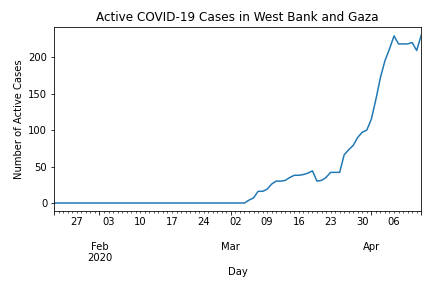 Active COVID-19 Cases in West Bank and Gaza
Number of Active Cases
200
150
100
50
0
27 03 10 17 24 02 09 16 23 30 06
Feb Mar Apr
2020
Day